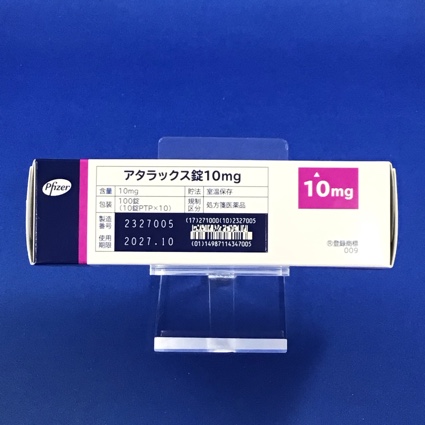 Pfizer
アタラックス錠10mg
含量 10mg 貯法 室温保存
包装 100錠 (10錠PTP×10) 規制区分 処方箋医薬品
製造番号 2327005
(17)271000(10)2327005
使用期限 2027.10
(01)14987114347005
10mg
®登録商標
009